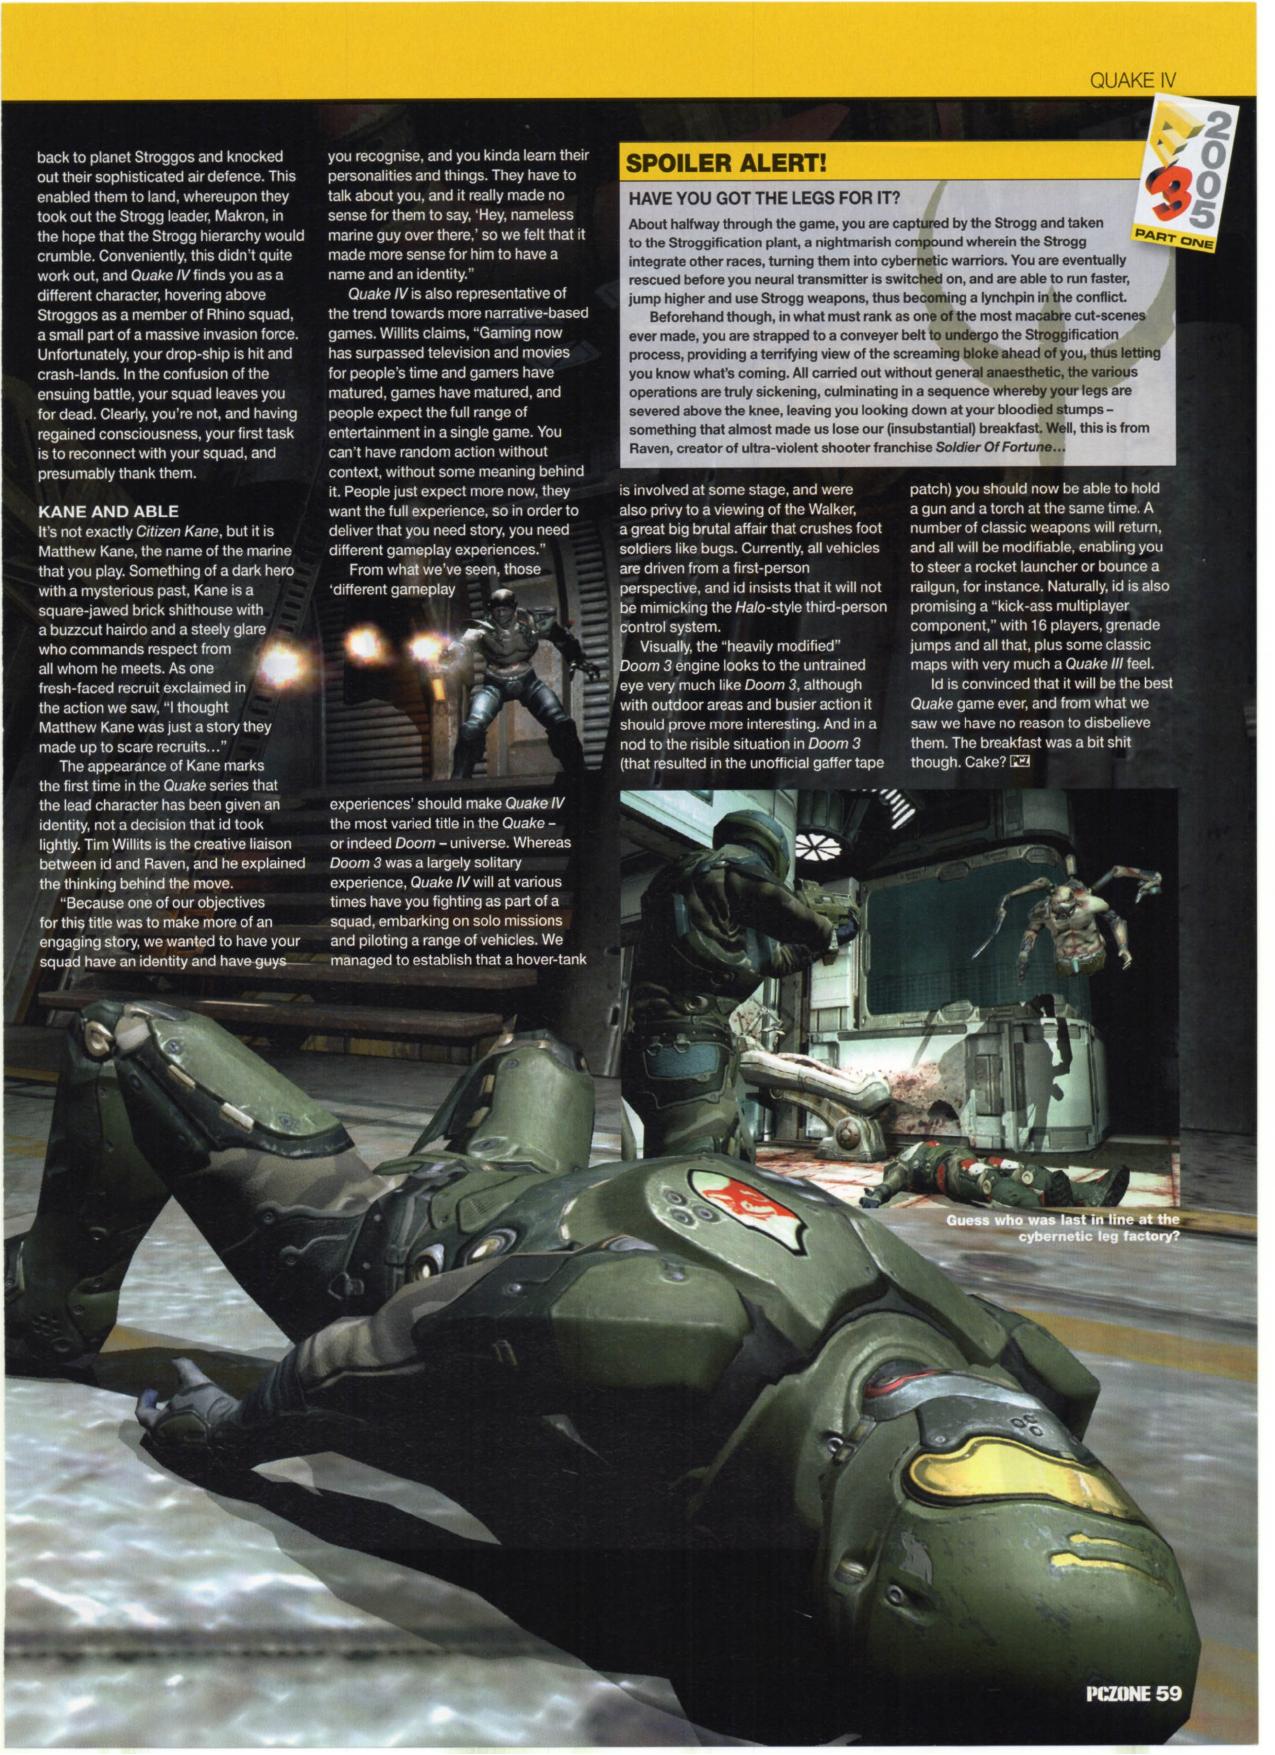 QUAKE IV
E3
2005
PART ONE
back to planet Stroggos and knocked
out their sophisticated air defence. This
enabled them to land, whereupon they
took out the Strogg leader, Makron, in
the hope that the Strogg hierarchy would
crumble. Conveniently, this didn't quite
work out, and Quake IV finds you as a
different character, hovering above
Stroggos as a member of Rhino squad,
a small part of a massive invasion force.
Unfortunately, your drop-ship is hit and
crash-lands. In the confusion of the
ensuing battle, your squad leaves you
for dead. Clearly, you're not, and having
regained consciousness, your first task
is to reconnect with your squad, and
presumably thank them.
KANE AND ABLE
It's not exactly Citizen Kane, but it is
Matthew Kane, the name of the marine
that you play. Something of a dark hero
with a mysterious past, Kane is a
square-jawed brick shithouse with
a buzzcut hairdo and a steely glare
who commands respect from
all whom he meets. As one
fresh-faced recruit exclaimed in
the action we saw, "I thought
Matthew Kane was just a story they
made up to scare recruits..."
The appearance of Kane marks
the first time in the Quake series that
the lead character has been given an
identity, not a decision that id took
lightly. Tim Willits is the creative liaison
between id and Raven, and he explained
the thinking behind the move.
"Because one of our objectives
for this title was to make more of an
engaging story, we wanted to have your
squad have an identity and have guys
you recognise, and you kinda learn their
personalities and things. They have to
talk about you, and it really made no
sense for them to say, 'Hey, nameless
marine guy over there,' so we felt that it
made more sense for him to have a
name and an identity."
Quake IV is also representative of
the trend towards more narrative-based
games. Willits claims, "Gaming now
has surpassed television and movies
for people's time and gamers have
matured, games have matured, and
people expect the full range of
entertainment in a single game. You
can't have random action without
context, without some meaning behind
it. People just expect more now, they
want the full experience, so in order to
deliver that you need story, you need
different gameplay experiences."
From what we've seen, those
'different gameplay
experiences' should make Quake IV
the most varied title in the Quake –
or indeed Doom – universe. Whereas
Doom 3 was a largely solitary
experience, Quake IV will at various
times have you fighting as part of a
squad, embarking on solo missions
and piloting a range of vehicles. We
managed to establish that a hover-tank
SPOILER ALERT!
HAVE YOU GOT THE LEGS FOR IT?
About halfway through the game, you are captured by the Strogg and taken
to the Stroggification plant, a nightmarish compound wherein the Strogg
integrate other races, turning them into cybernetic warriors. You are eventually
rescued before you neural transmitter is switched on, and are able to run faster,
jump higher and use Strogg weapons, thus becoming a lynchpin in the conflict.
Beforehand though, in what must rank as one of the most macabre cut-scenes
ever made, you are strapped to a conveyer belt to undergo the Stroggification
process, providing a terrifying view of the screaming bloke ahead of you, thus letting
you know what's coming. All carried out without general anaesthetic, the various
operations are truly sickening, culminating in a sequence whereby your legs are
severed above the knee, leaving you looking down at your bloodied stumps –
something that almost made us lose our (insubstantial) breakfast. Well, this is from
Raven, creator of ultra-violent shooter franchise Soldier Of Fortune...
is involved at some stage, and were
also privy to a viewing of the Walker,
a great big brutal affair that crushes foot
soldiers like bugs. Currently, all vehicles
are driven from a first-person
perspective, and id insists that it will not
be mimicking the Halo-style third-person
control system.
Visually, the "heavily modified"
Doom 3 engine looks to the untrained
eye very much like Doom 3, although
with outdoor areas and busier action it
should prove more interesting. And in a
nod to the risible situation in Doom 3
(that resulted in the unofficial gaffer tape
patch) you should now be able to hold
a gun and a torch at the same time. A
number of classic weapons will return,
and all will be modifiable, enabling you
to steer a rocket launcher or bounce a
railgun, for instance. Naturally, id is also
promising a "kick-ass multiplayer
component," with 16 players, grenade
jumps and all that, plus some classic
maps with very much a Quake III feel.
Id is convinced that it will be the best
Quake game ever, and from what we
saw we have no reason to disbelieve
them. The breakfast was a bit shit
though. Cake? PCZ
Guess who was last in line at the
cybernetic leg factory?
PCZONE 59